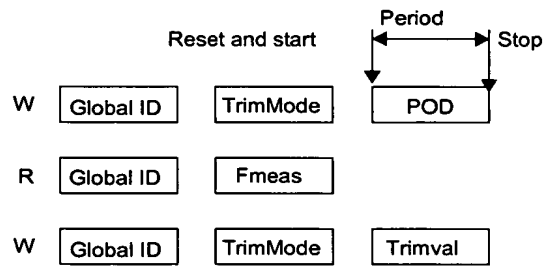 Period
Reset and start
Stop
W Global ID TrimMode POD
R Global ID Fmeas
W Global ID TrimMode Trimval